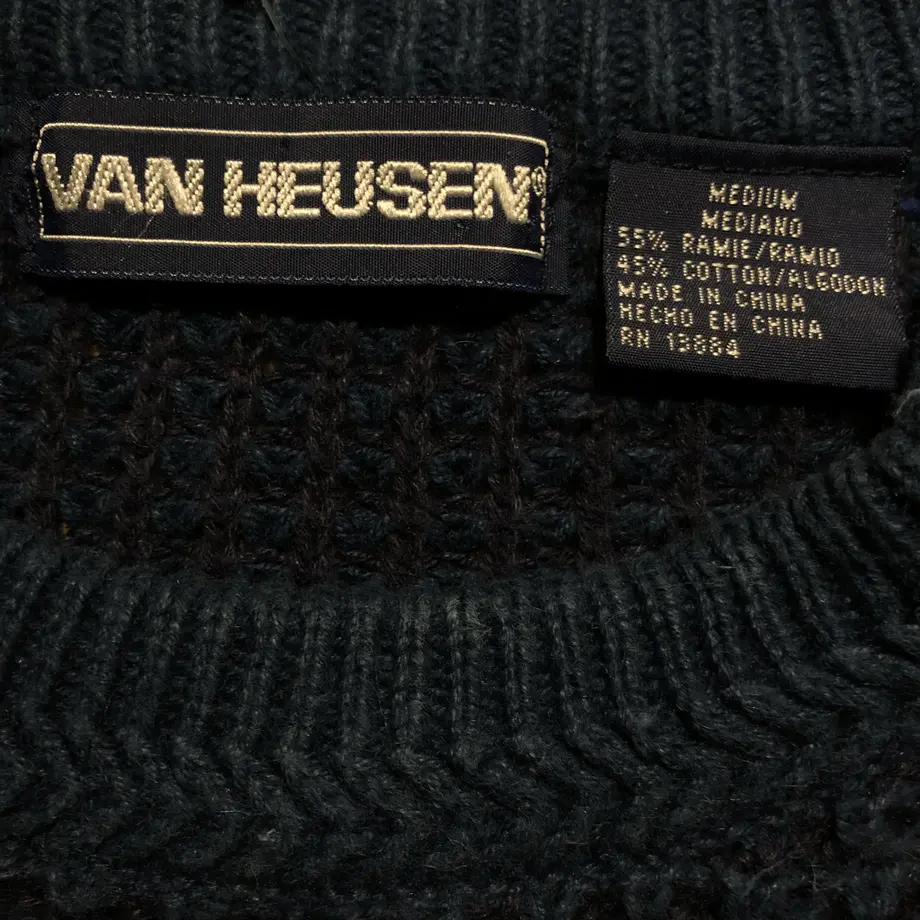 VAN HEUSEN®
MEDIUM
MEDIANO
55% RAMIE/RAMIO
45% COTTON/ALGODON
MADE IN CHINA
HECHO EN CHINA
RN 13884